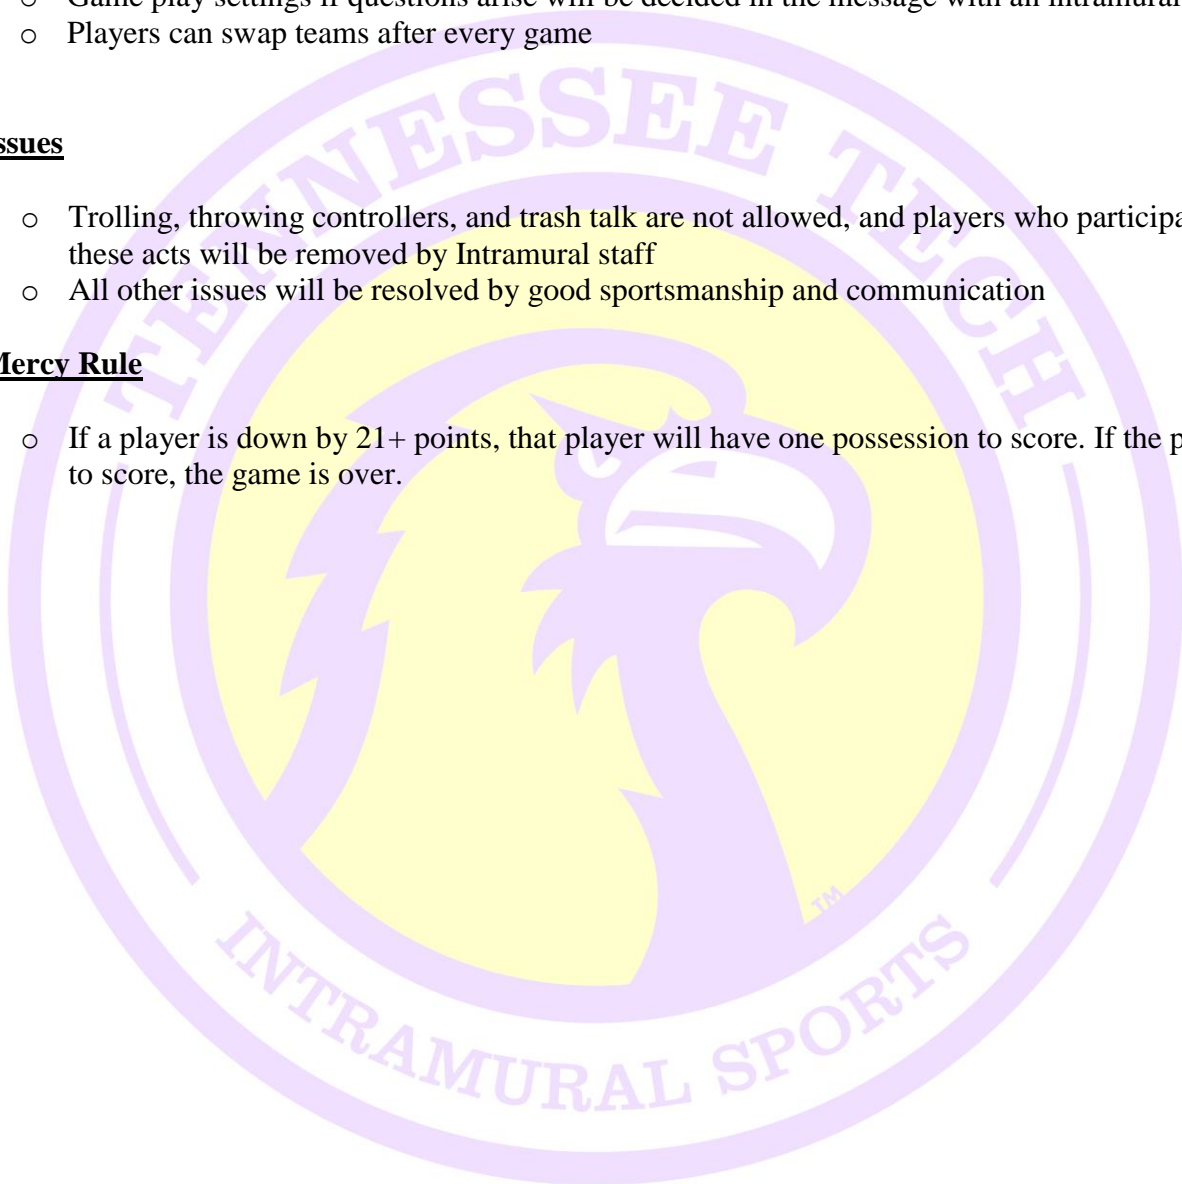 o Game play settings if questions arise will be decided in the message with an intramural
o Players can swap teams after every game
ssues
o Trolling, throwing controllers, and trash talk are not allowed, and players who participa
these acts will be removed by Intramural staff
o All other issues will be resolved by good sportsmanship and communication
Mercy Rule
o If a player is down by 21+ points, that player will have one possession to score. If the p
to score, the game is over.
TENNESSEE TECH
TM
INTRAMURAL SPORTS